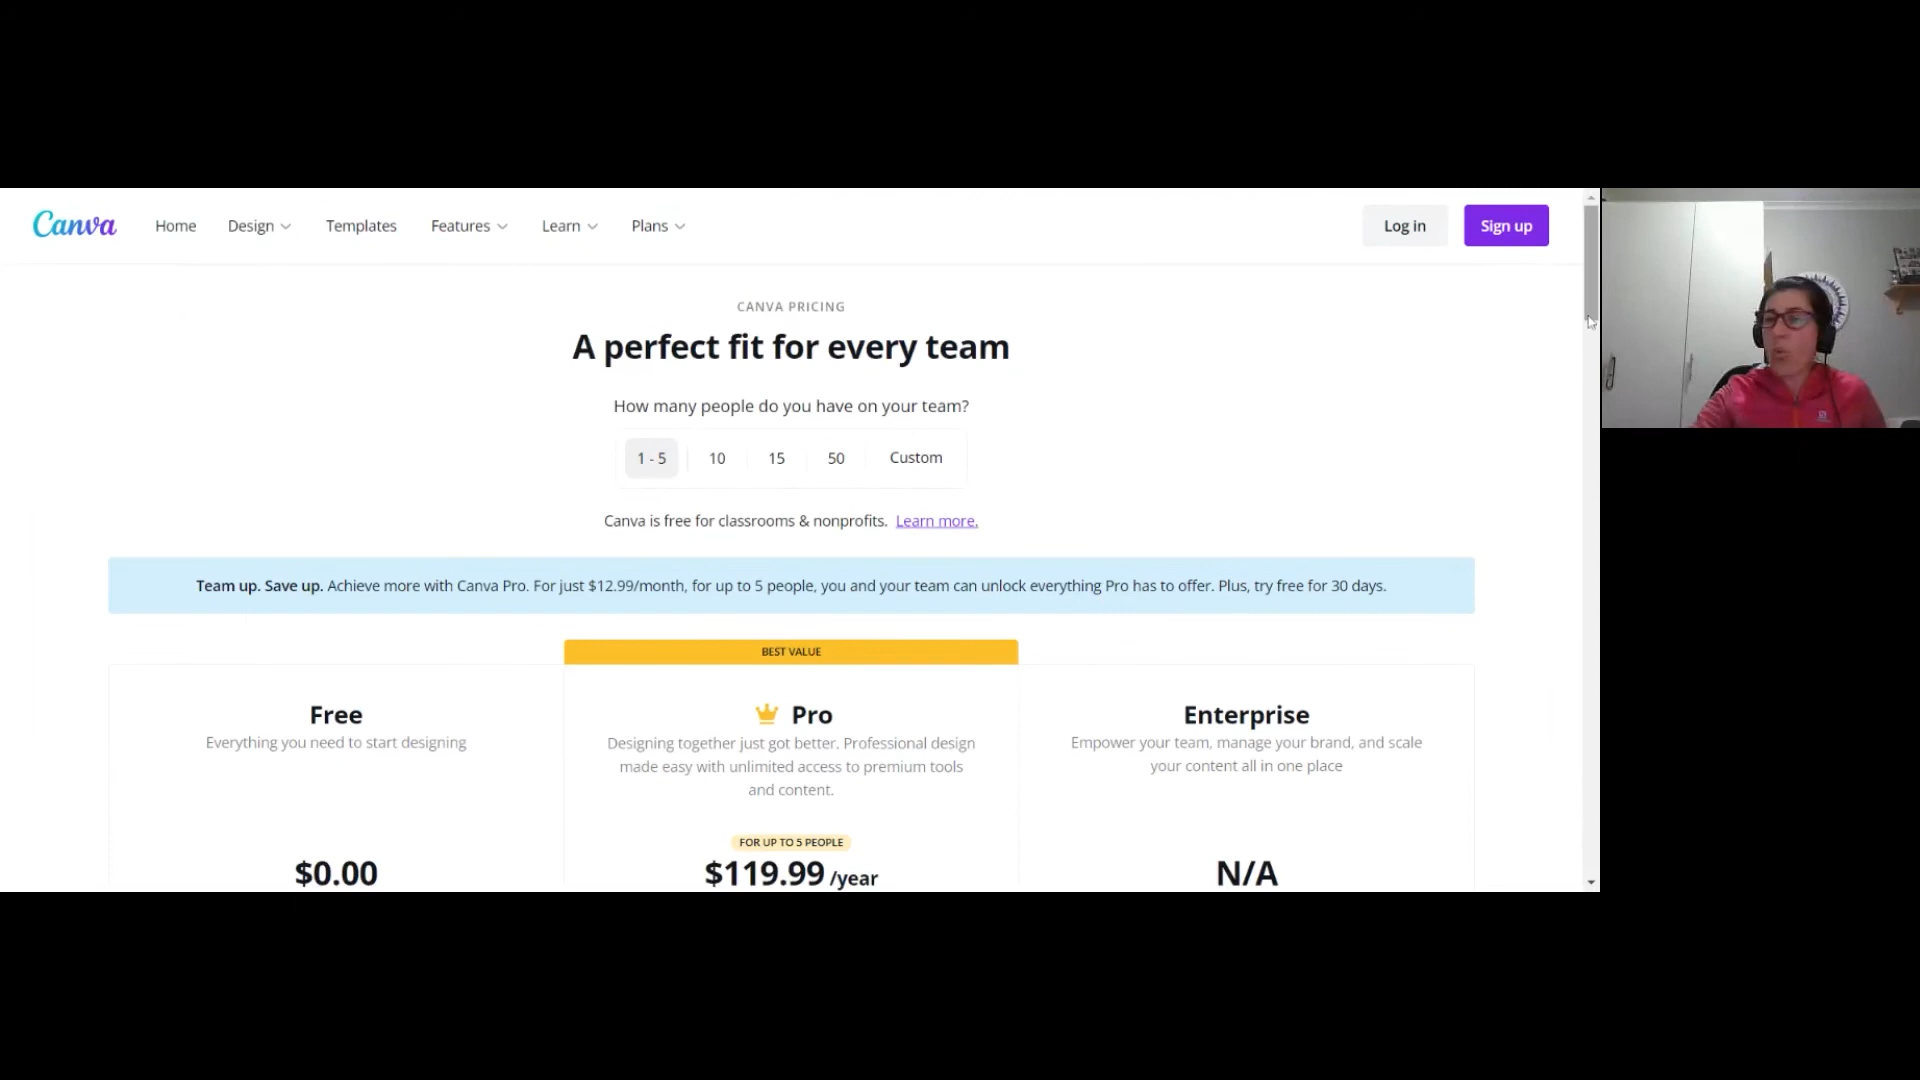 Canva
Home
Design
Templates
Features
Learn
Plans
Log in
Sign up
CANVA PRICING
A perfect fit for every team
How many people do you have on your team?
1 - 5
10
15
50
Custom
Canva is free for classrooms & nonprofits. Learn more.
Team up. Save up. Achieve more with Canva Pro. For just $12.99/month, for up to 5 people, you and your team can unlock everything Pro has to offer. Plus, try free for 30 days.
Free
Everything you need to start designing
$0.00
BEST VALUE
Pro
Designing together just got better. Professional design
made easy with unlimited access to premium tools
and content.
FOR UP TO 5 PEOPLE
$119.99 /year
Enterprise
Empower your team, manage your brand, and scale
your content all in one place
N/A